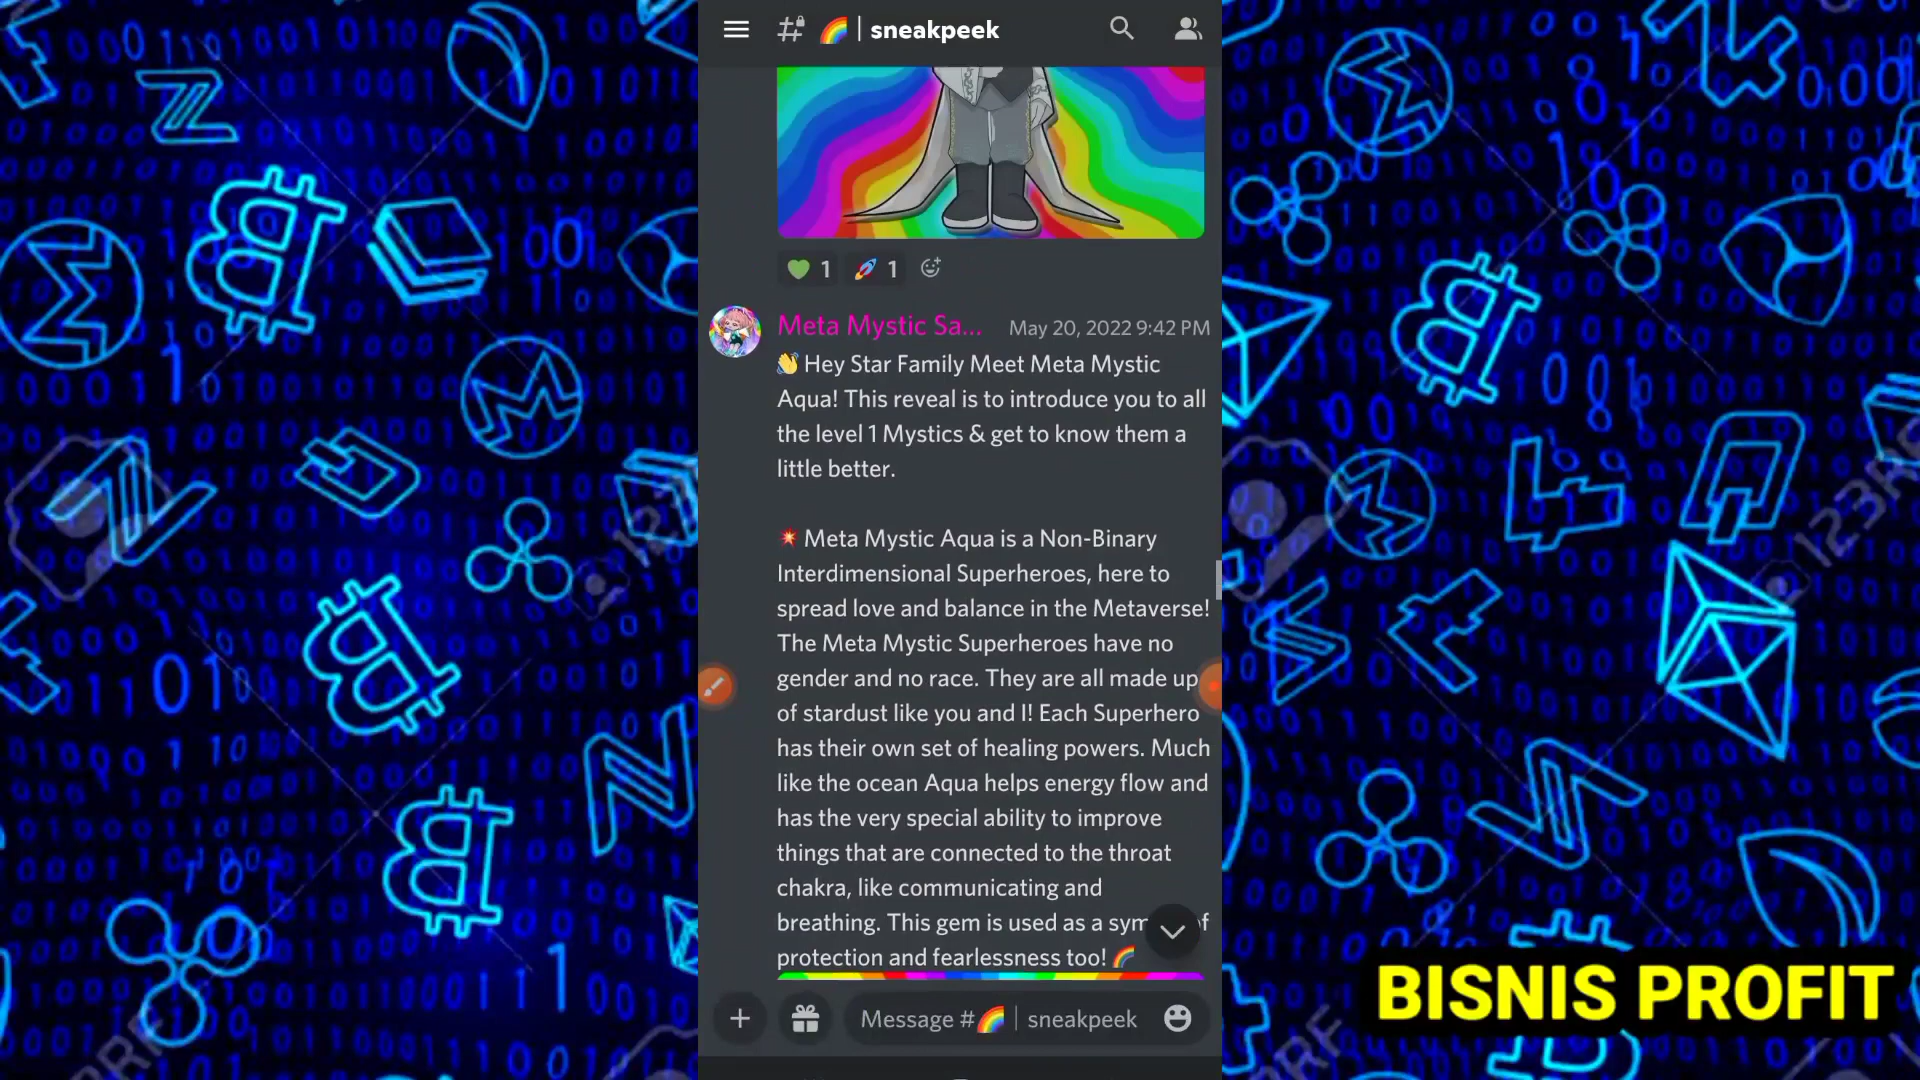 🌈 | sneakpeek
💚 1 🚀 1
Meta Mystic Sa... May 20, 2022 9:42 PM
👋 Hey Star Family Meet Meta Mystic
Aqua! This reveal is to introduce you to all
the level 1 Mystics & get to know them a
little better.
💥 Meta Mystic Aqua is a Non-Binary
Interdimensional Superheroes, here to
spread love and balance in the Metaverse!
The Meta Mystic Superheroes have no
gender and no race. They are all made up
of stardust like you and I! Each Superhero
has their own set of healing powers. Much
like the ocean Aqua helps energy flow and
has the very special ability to improve
things that are connected to the throat
chakra, like communicating and
breathing. This gem is used as a
protection and fearlessness too! 🌈
Message #🌈 | sneakpeek
BISNIS PROFIT
123RF